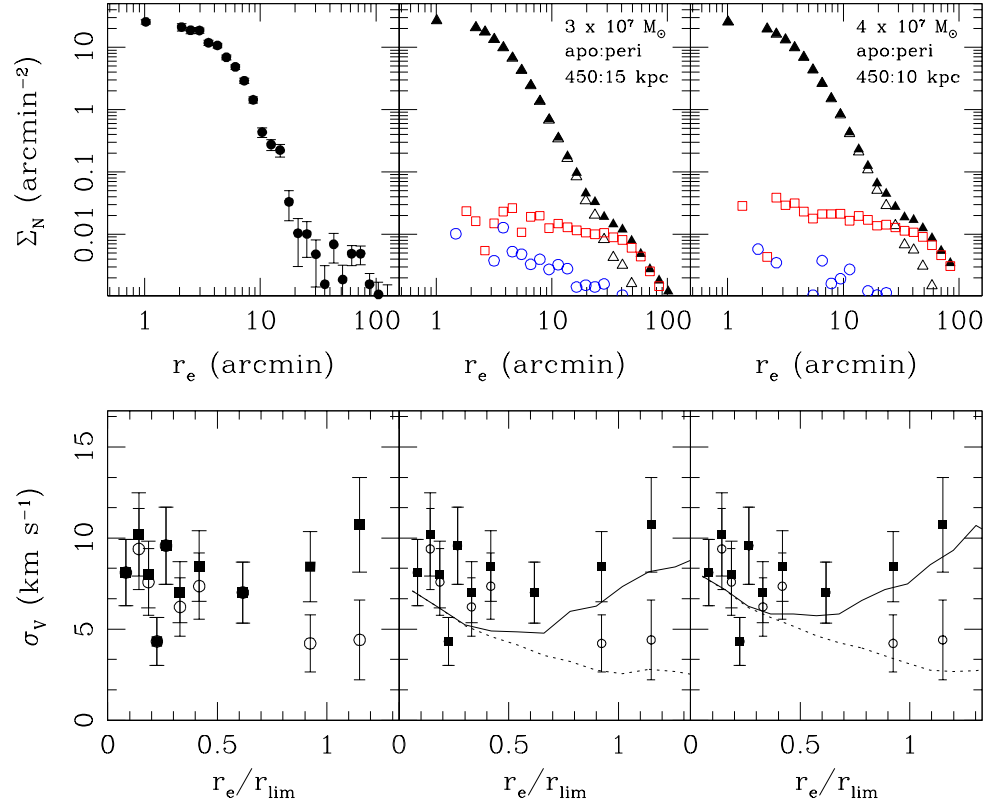 Σ_N (arcmin⁻²)
10
1
0.1
0.01
3 x 10⁷ M⊙
apo:peri
450:15 kpc
4 x 10⁷ M⊙
apo:peri
450:10 kpc
1 10 100
1 10 100
1 10 100
r_e (arcmin)
r_e (arcmin)
r_e (arcmin)
σ_V (km s⁻¹)
15
10
5
0
0 0.5 1
0 0.5 1
0 0.5 1
r_e/r_lim
r_e/r_lim
r_e/r_lim